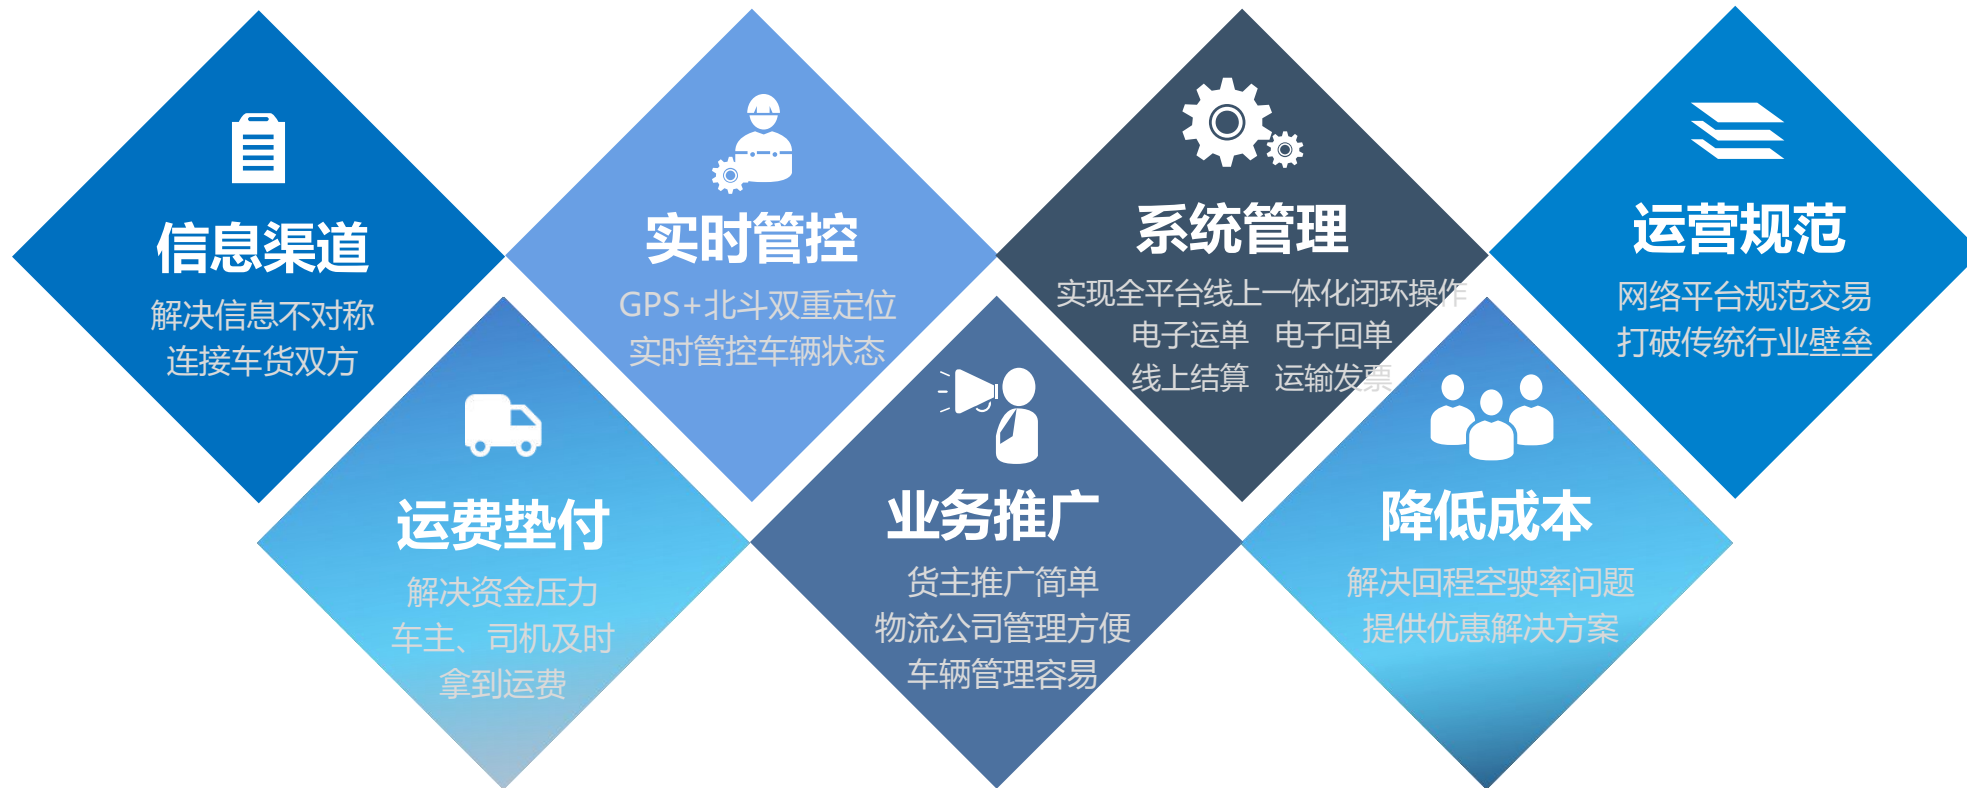 信息渠道
解决信息不对称
连接车货双方
运费垫付
解决资金压力
车主、司机及时
拿到运费
实时管控
GPS+北斗双重定位
实时管控车辆状态
业务推广
货主推广简单
物流公司管理方便
车辆管理容易
系统管理
实现全平台线上一体化闭环操作
电子运单 电子回单
线上结算 运输发票
降低成本
解决回程空驶率问题
提供优惠解决方案
运营规范
网络平台规范交易
打破传统行业壁垒